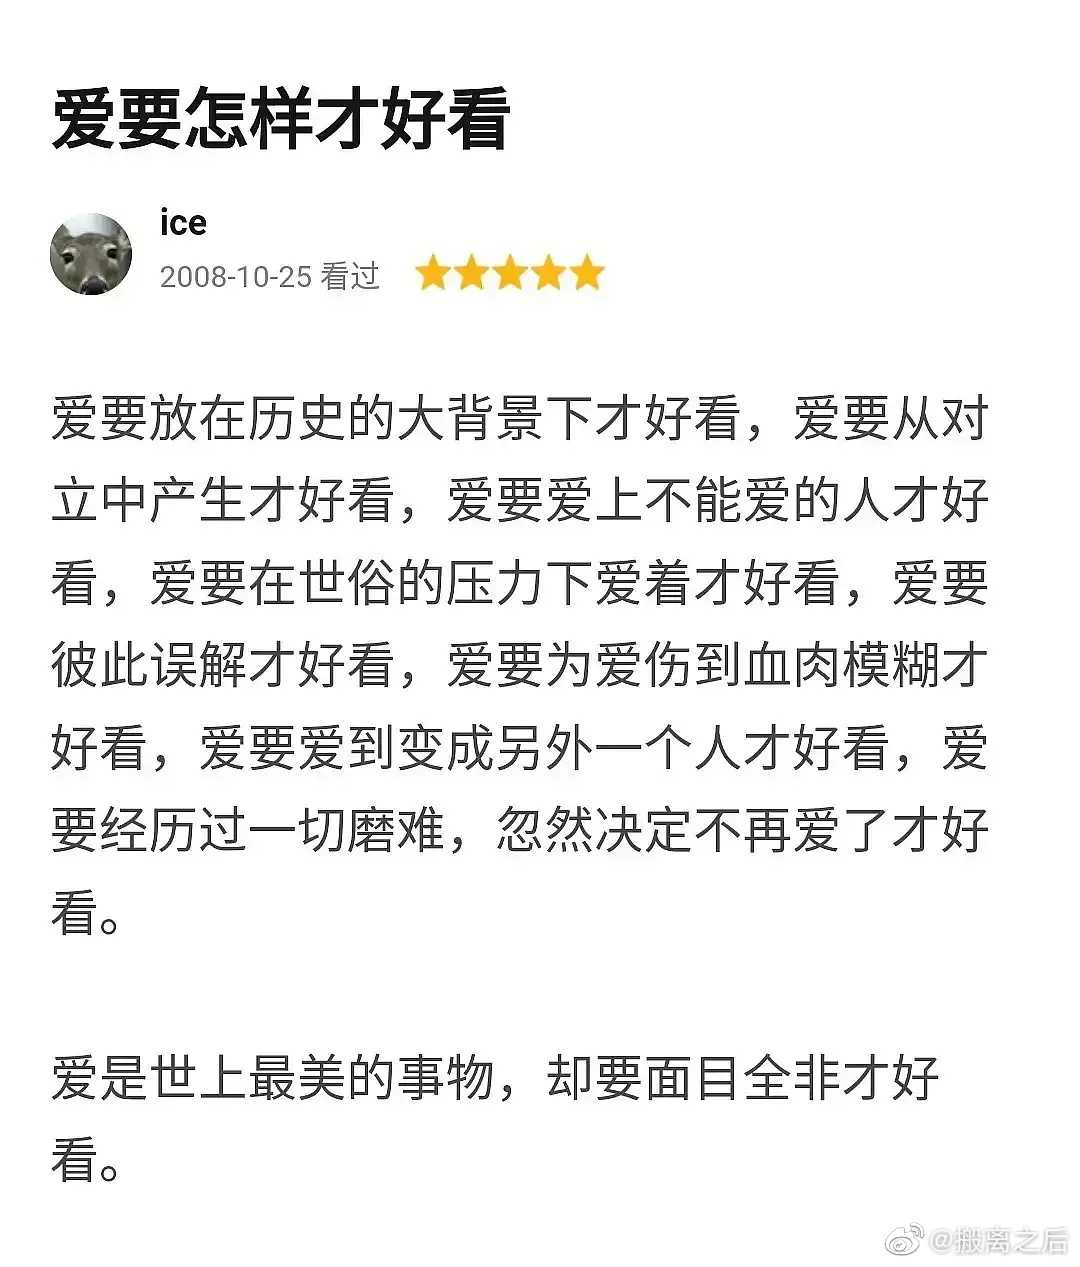 爱要怎样才好看
ice
2008-10-25 看过
爱要放在历史的大背景下才好看，爱要从对
立中产生才好看，爱要爱上不能爱的人才好
看，爱要在世俗的压力下爱着才好看，爱要
彼此误解才好看，爱要为爱伤到血肉模糊才
好看，爱要爱到变成另外一个人才好看，爱
要经历过一切磨难，忽然决定不再爱了才好
看。
爱是世上最美的事物，却要面目全非才好
看。
@搬离之后